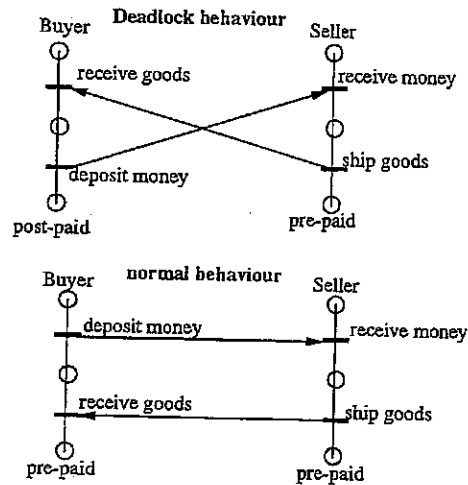 Deadlock behaviour
Buyer
Seller
receive goods
receive money
deposit money
ship goods
post-paid
pre-paid
normal behaviour
Buyer
Seller
deposit money
receive money
receive goods
ship goods
pre-paid
pre-paid